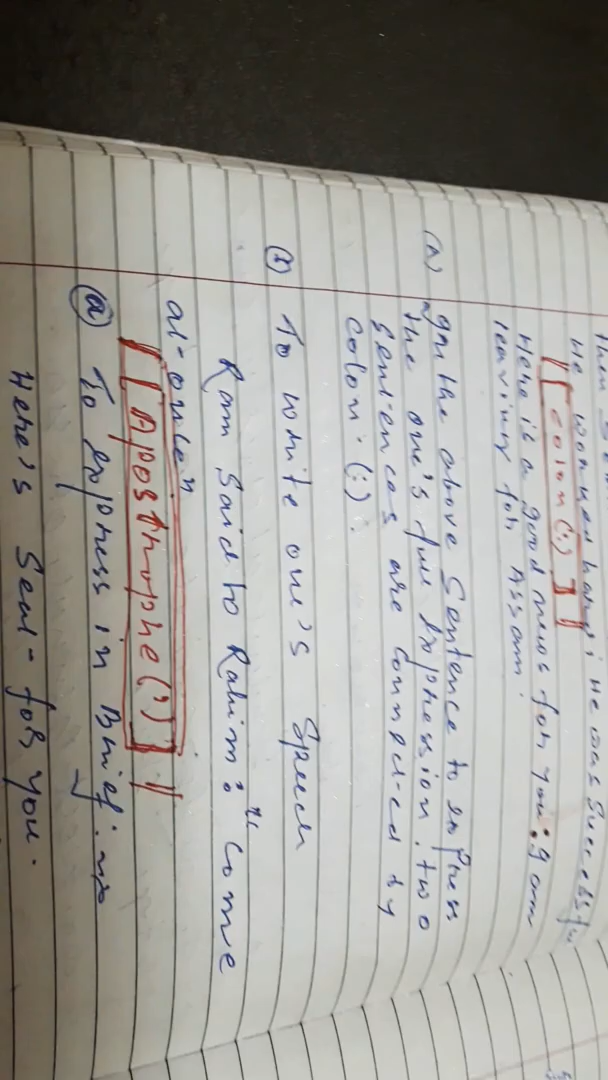 He worked hard; he was successfu
[colon(:)]
Here is a good news for you: I am
leaving for Assam.
(A) In the above sentence to express
the one's full expression. two
sentences are connected by
colon. (:).
(B) To write one's speech
Ram said to Rahim: "come
at-once"
[Apostrophe(')]
(a) To express in Brief.
Here's seat for you.